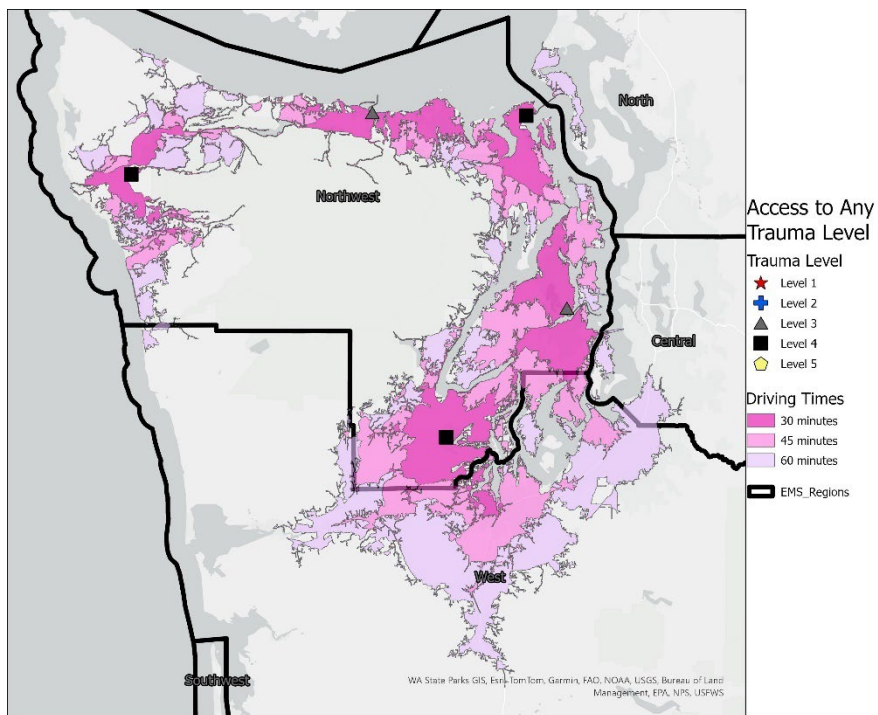 North
Northwest
Central
West
Southwest
WA State Parks GIS, Esri, TomTom, Garmin, FAO, NOAA, USGS, Bureau of Land
Management, EPA, NPS, USFWS
Access to Any
Trauma Level
Trauma Level
Level 1
Level 2
Level 3
Level 4
Level 5
Driving Times
30 minutes
45 minutes
60 minutes
EMS_Regions